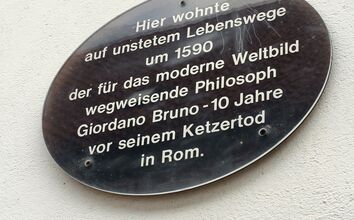 Hier wohnte
auf unstetem Lebenswege
um 1590
der für das moderne Weltbild
wegweisende Philosoph
Giordano Bruno - 10 Jahre
vor seinem Ketzertod
in Rom.